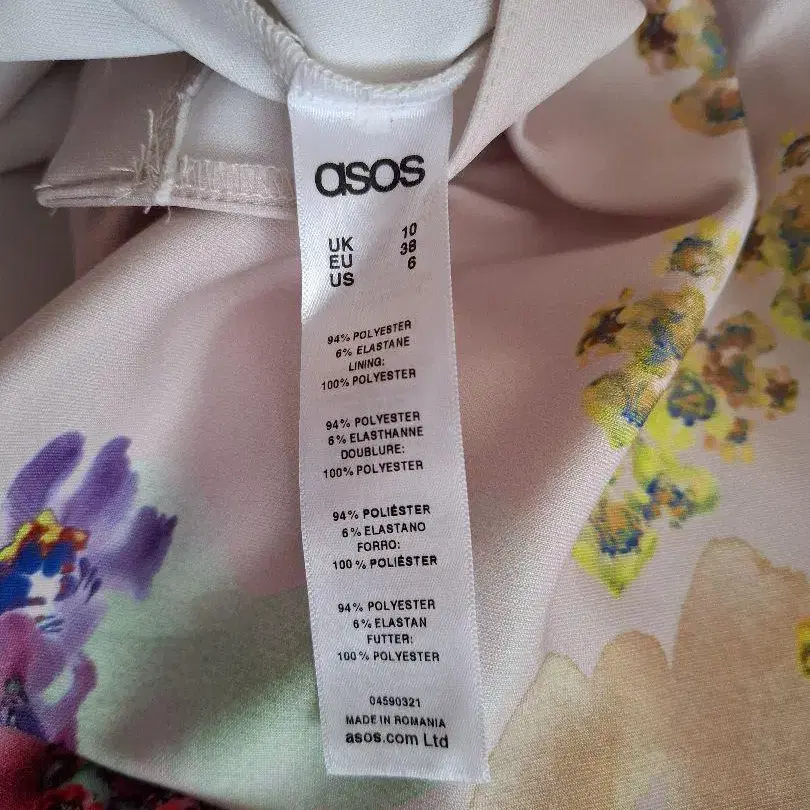 asos
UK 10
EU 38
US 6
94% POLYESTER
6% ELASTANE
LINING:
100% POLYESTER
94% POLYESTER
6% ELASTHANNE
DOUBLURE:
100% POLYESTER
94% POLIÉSTER
6% ELASTANO
FORRO:
100% POLIÉSTER
94% POLYESTER
6% ELASTAN
FUTTER:
100% POLYESTER
04590321
MADE IN ROMANIA
asos.com Ltd